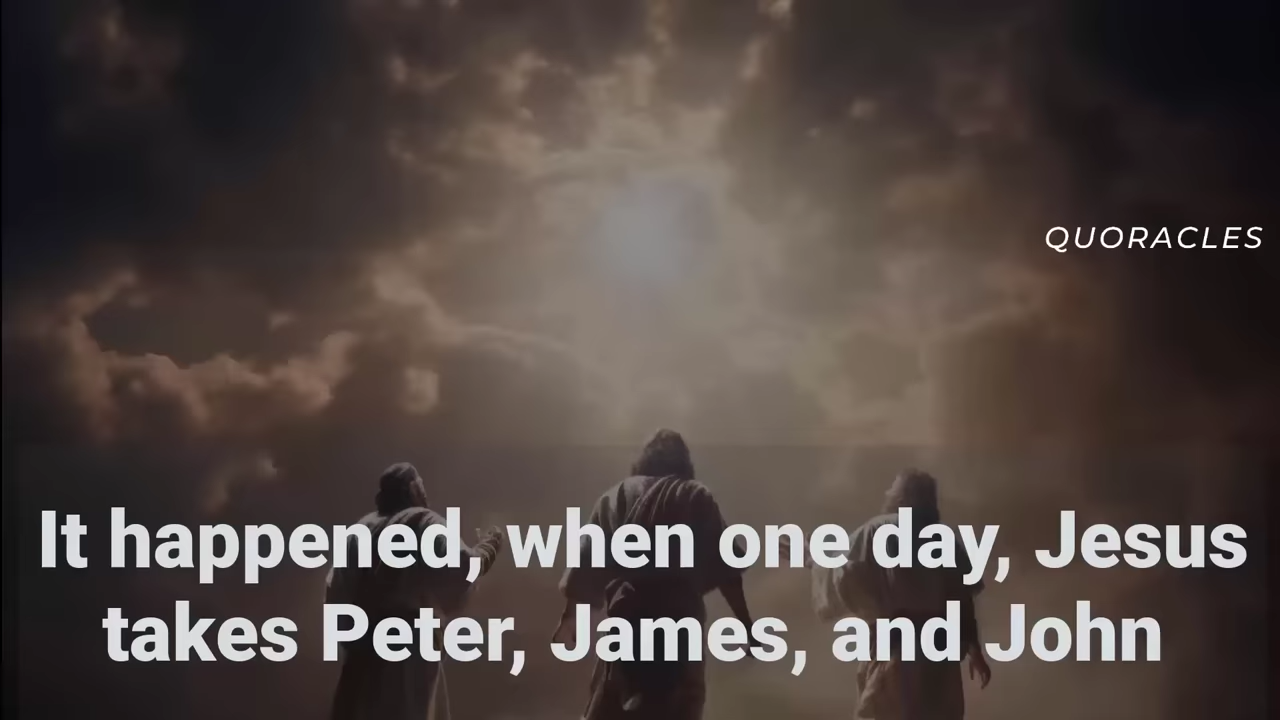 QUORACLES
It happened, when one day, Jesus
takes Peter, James, and John